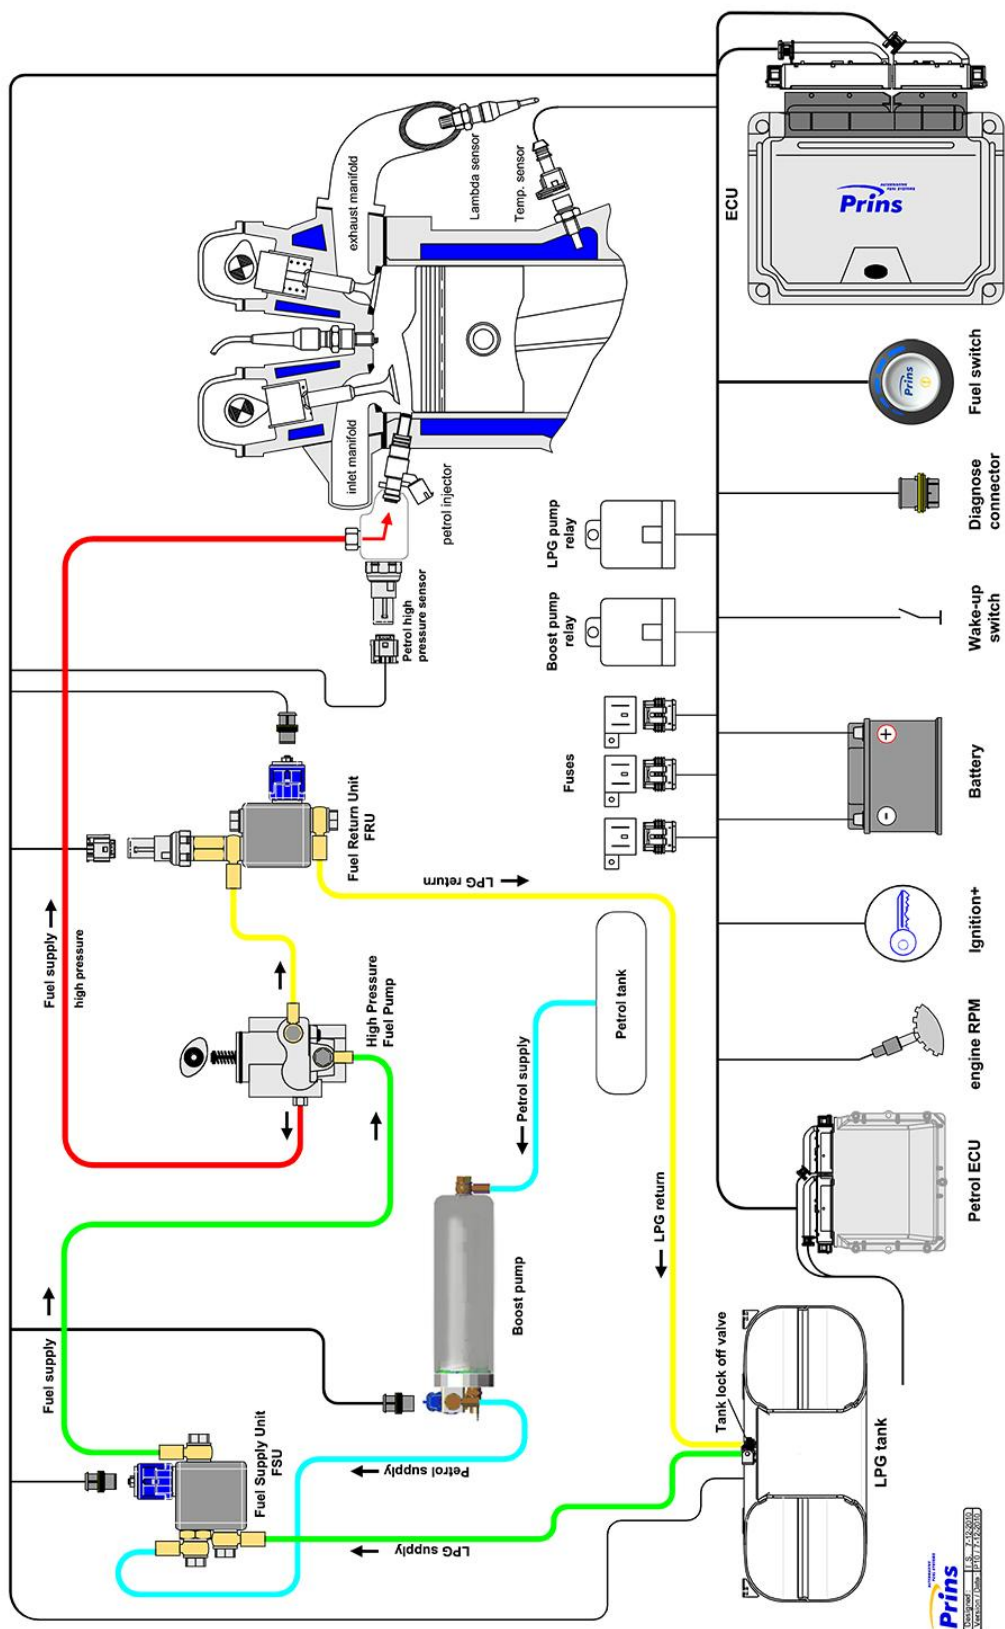 exhaust manifold
Lambda sensor
Temp. sensor
inlet manifold
petrol injector
Petrol high
pressure sensor
ECU
Prins
Fuel switch
Prins
Diagnose
connector
Wake-up
switch
LPG pump
relay
Boost pump
relay
Fuses
Battery
+
-
Ignition+
engine RPM
Petrol ECU
Fuel Return Unit
FRU
LPG return
Fuel supply
high pressure
High Pressure
Fuel Pump
Petrol tank
Petrol supply
LPG return
Boost pump
Fuel supply
Fuel Supply Unit
FSU
Petrol supply
LPG supply
Tank lock off valve
LPG tank
Prins